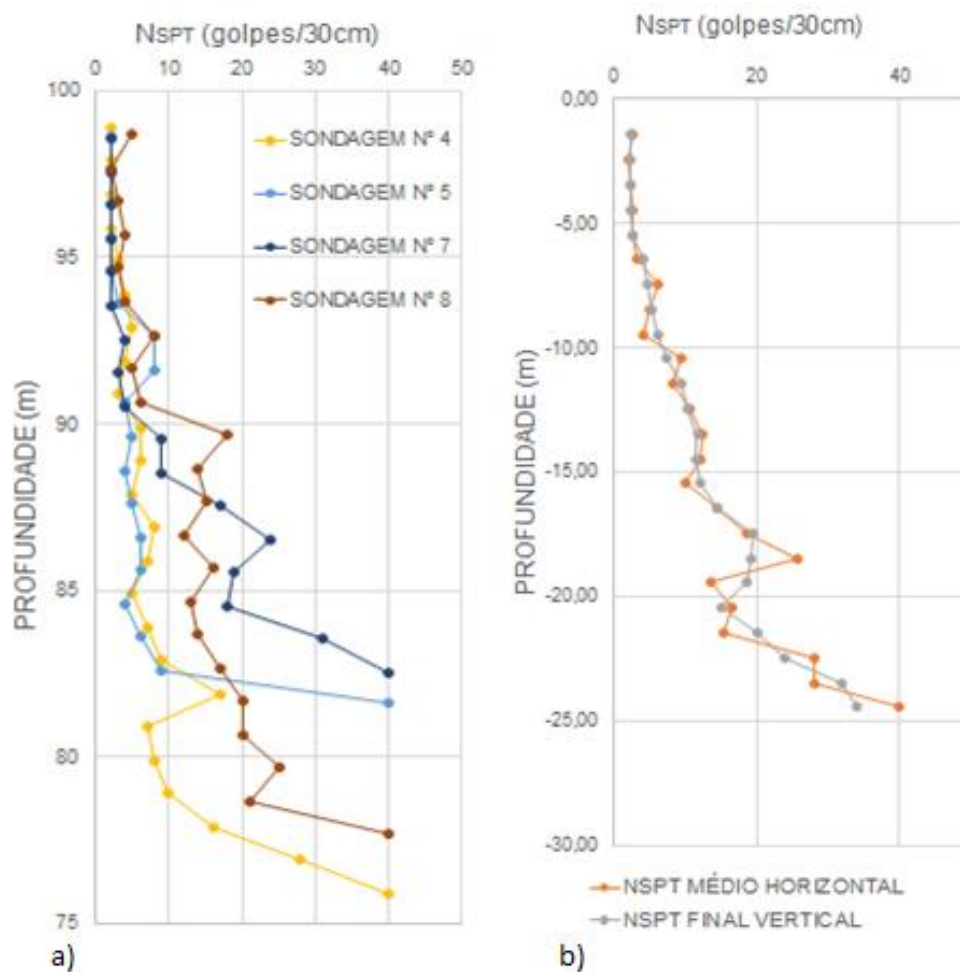 NSPT (golpes/30cm)
0 10 20 30 40 50
100
95
90
85
80
75
PROFUNDIDADE (m)
SONDAGEM Nº 4
SONDAGEM Nº 5
SONDAGEM Nº 7
SONDAGEM Nº 8
a)
NSPT (golpes/30cm)
0 20 40
0,00
-5,00
-10,00
-15,00
-20,00
-25,00
-30,00
PROFUNDIDADE (m)
NSPT MÉDIO HORIZONTAL
NSPT FINAL VERTICAL
b)